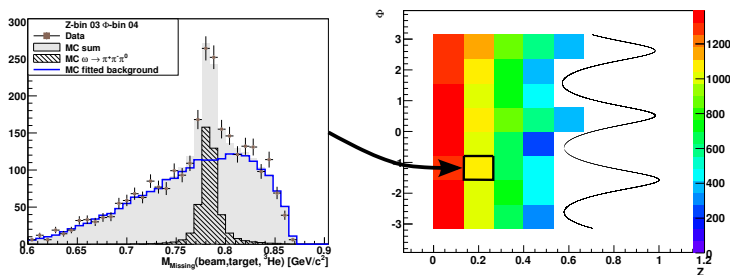 Z-bin 03 Φ-bin 04
Data
MC sum
MC ω → π⁺π⁻π⁰
MC fitted background
300
250
200
150
100
50
0
0.6 0.65 0.7 0.75 0.8 0.85 0.9
M_Missing(beam,target, ³He) [GeV/c²]
Φ
3
2
1
0
-1
-2
-3
0 0.2 0.4 0.6 0.8 1 1.2
Z
1200
1000
800
600
400
200
0